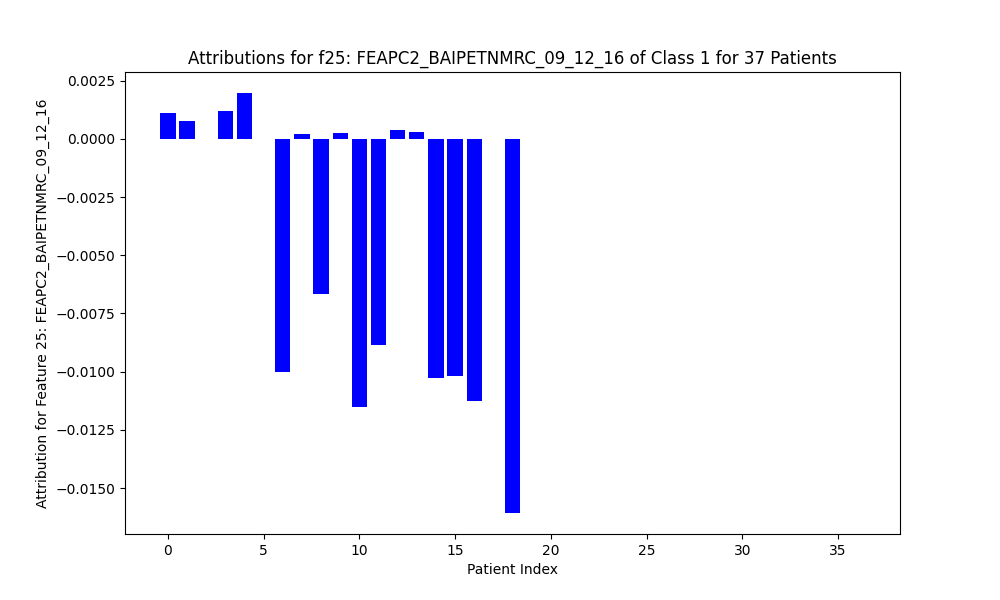 Attributions for f25: FEAPC2_BAIPETNMRC_09_12_16 of Class 1 for 37 Patients
Attribution for Feature 25: FEAPC2_BAIPETNMRC_09_12_16
0.0025
0.0000
−0.0025
−0.0050
−0.0075
−0.0100
−0.0125
−0.0150
0 5 10 15 20 25 30 35
Patient Index